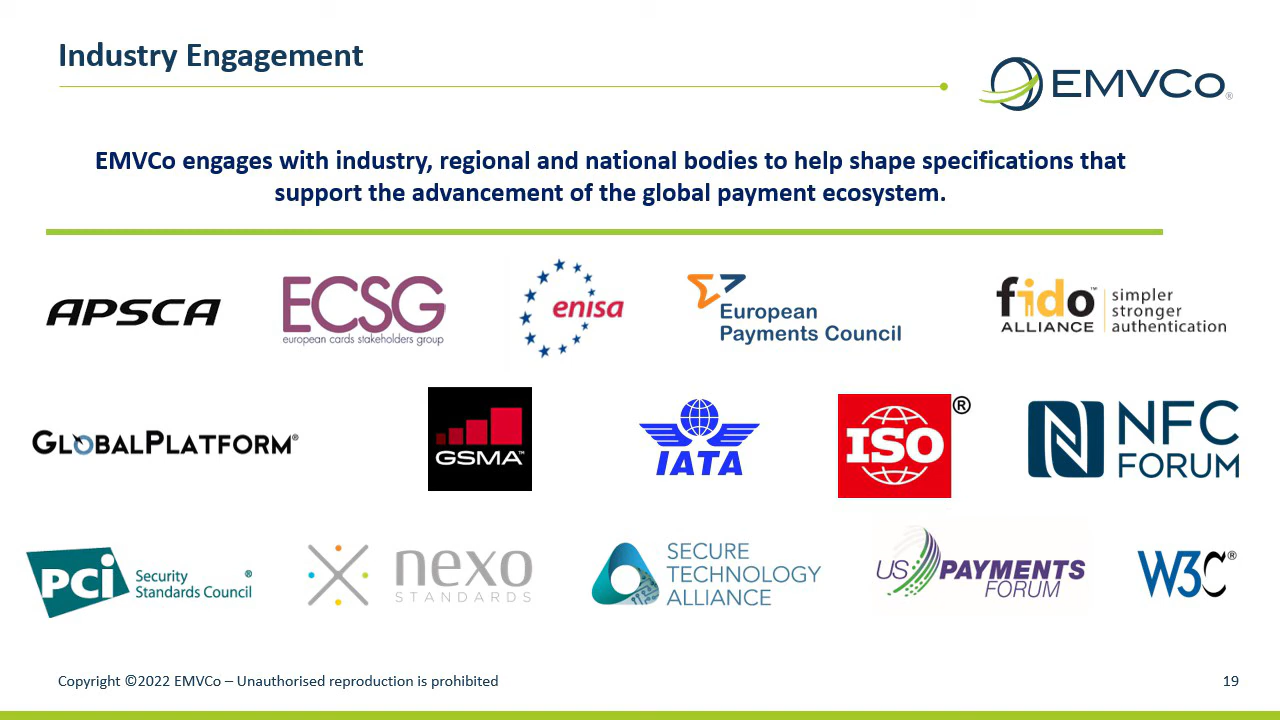 Industry Engagement
EMVCo®
EMVCo engages with industry, regional and national bodies to help shape specifications that
support the advancement of the global payment ecosystem.
APSCA
ECSG
european cards stakeholders group
enisa
European
Payments Council
fido™
ALLIANCE
simpler
stronger
authentication
GLOBALPLATFORM®
GSMA™
IATA
ISO®
NFC
FORUM
PCi
Security
Standards Council®
nexo
STANDARDS
SECURE
TECHNOLOGY
ALLIANCE
US PAYMENTS
FORUM
W3C®
Copyright ©2022 EMVCo – Unauthorised reproduction is prohibited
19